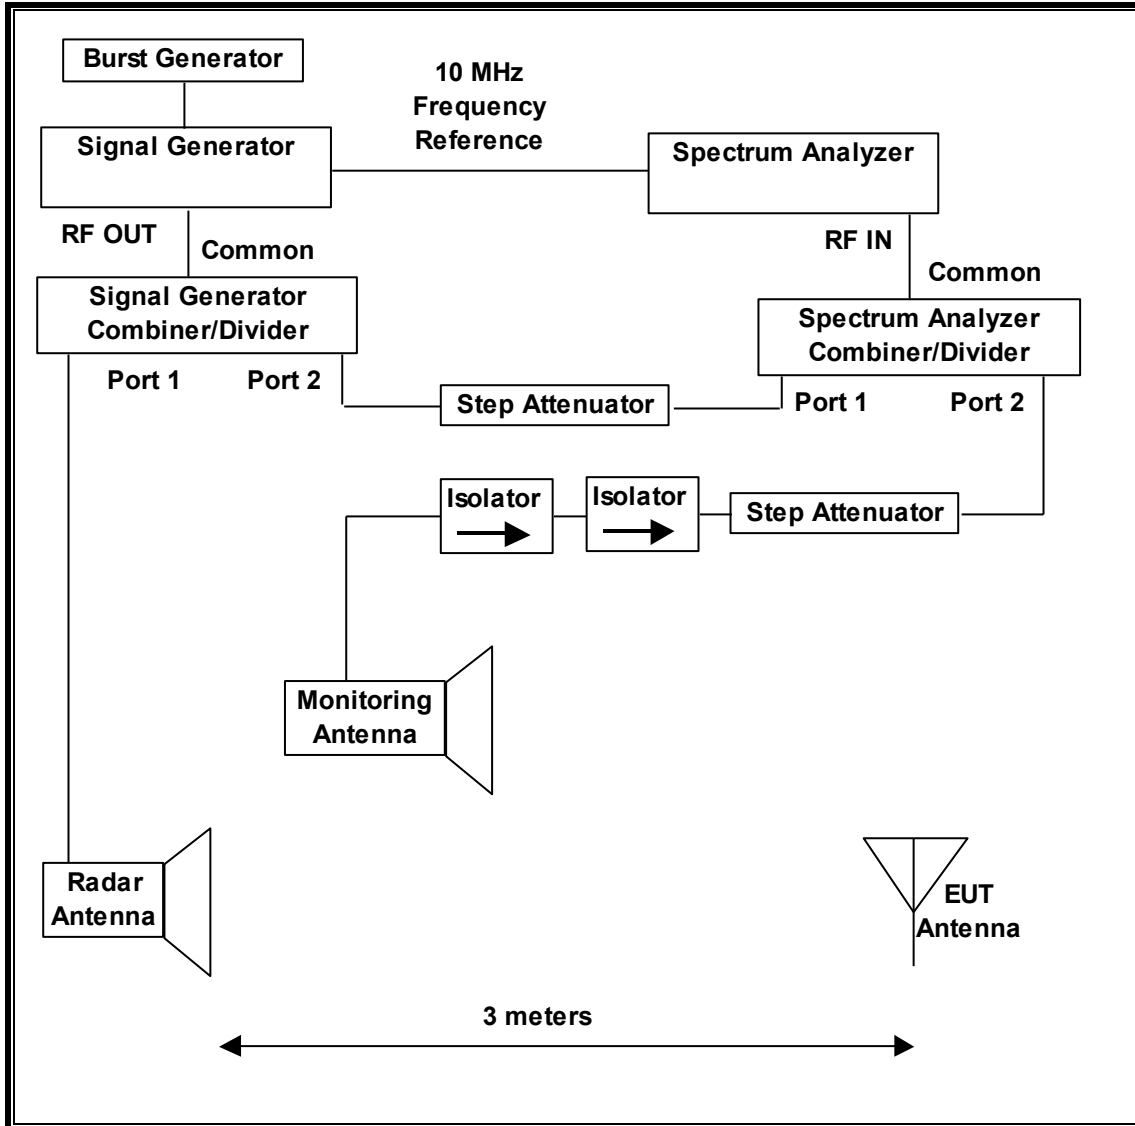 Burst Generator
10 MHz
Frequency
Reference
Signal Generator
Spectrum Analyzer
RF OUT
Common
RF IN
Common
Signal Generator
Combiner/Divider
Spectrum Analyzer
Combiner/Divider
Port 1
Port 2
Step Attenuator
Port 1
Port 2
Isolator
Isolator
Step Attenuator
Monitoring
Antenna
Radar
Antenna
EUT
Antenna
3 meters